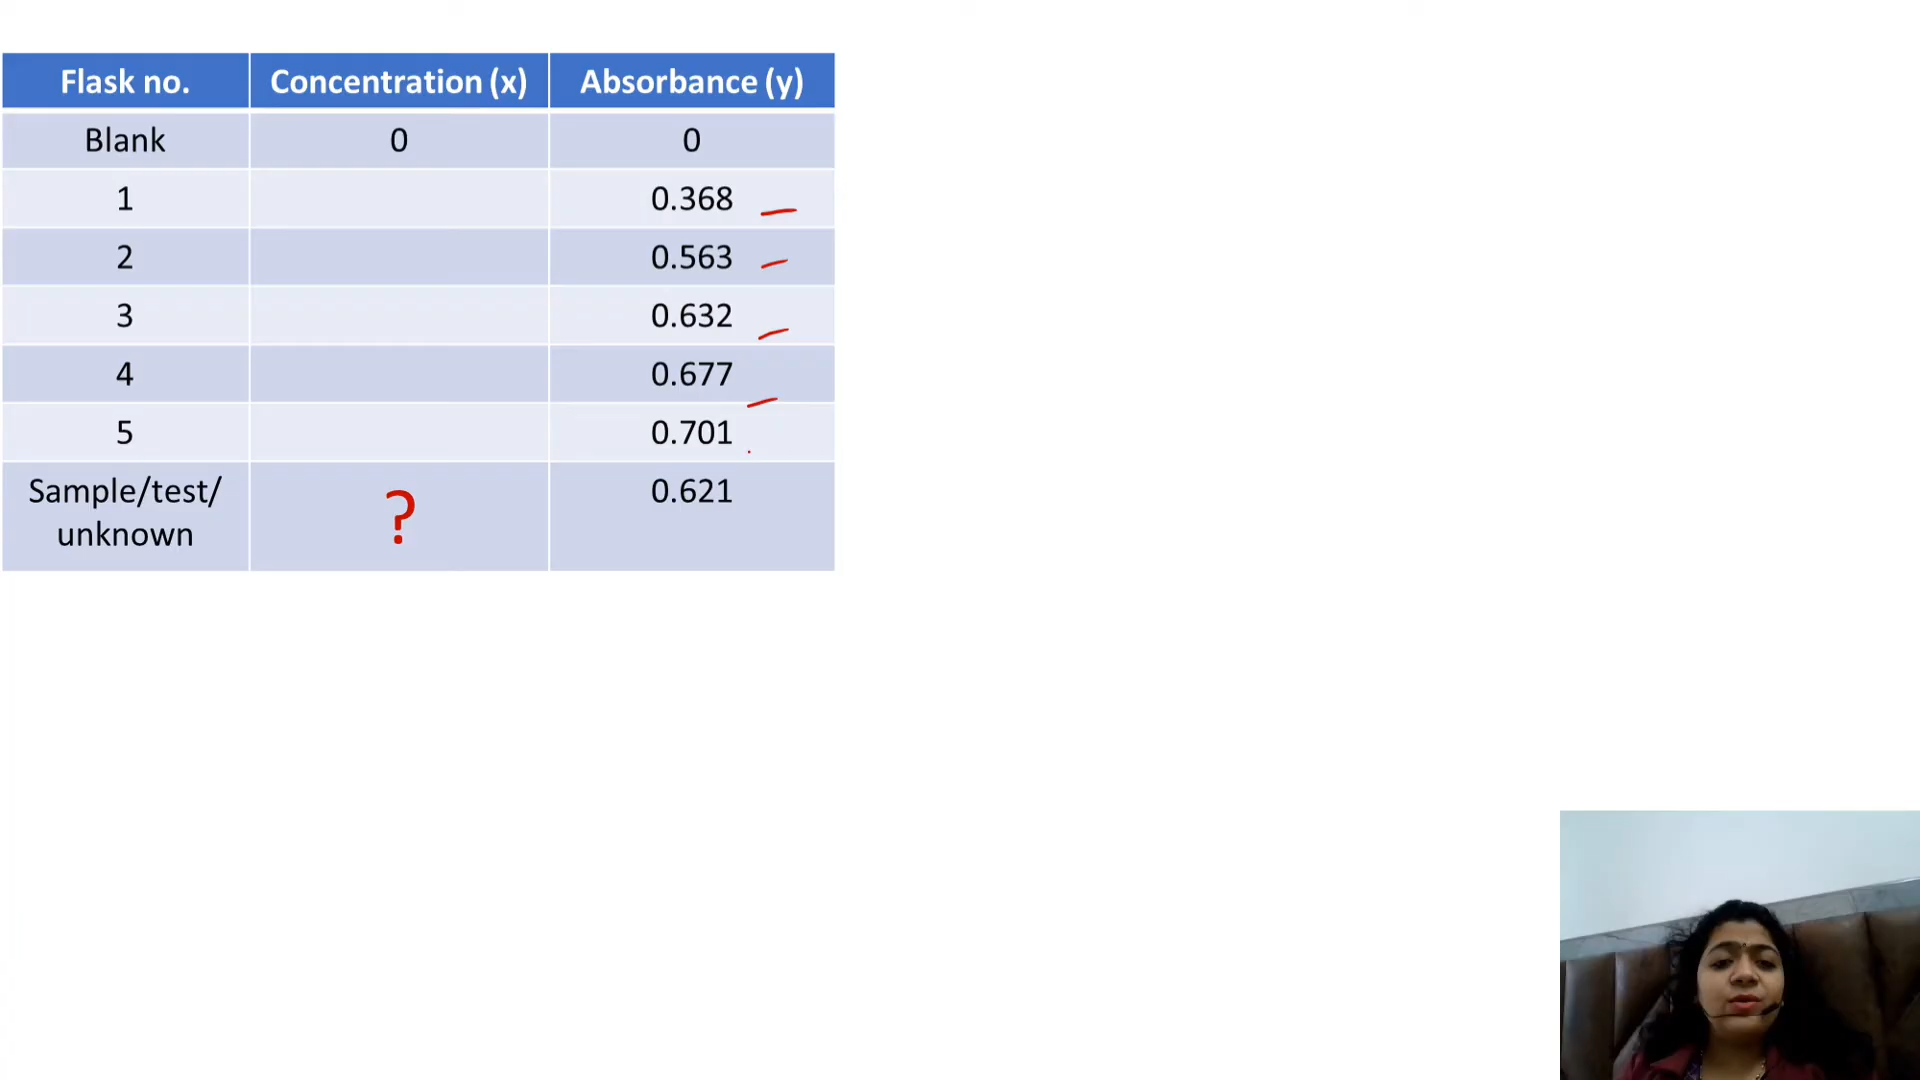 Flask no. Concentration (x) Absorbance (y)
Blank 0 0
1 0.368
2 0.563
3 0.632
4 0.677
5 0.701
Sample/test/ ? 0.621
unknown